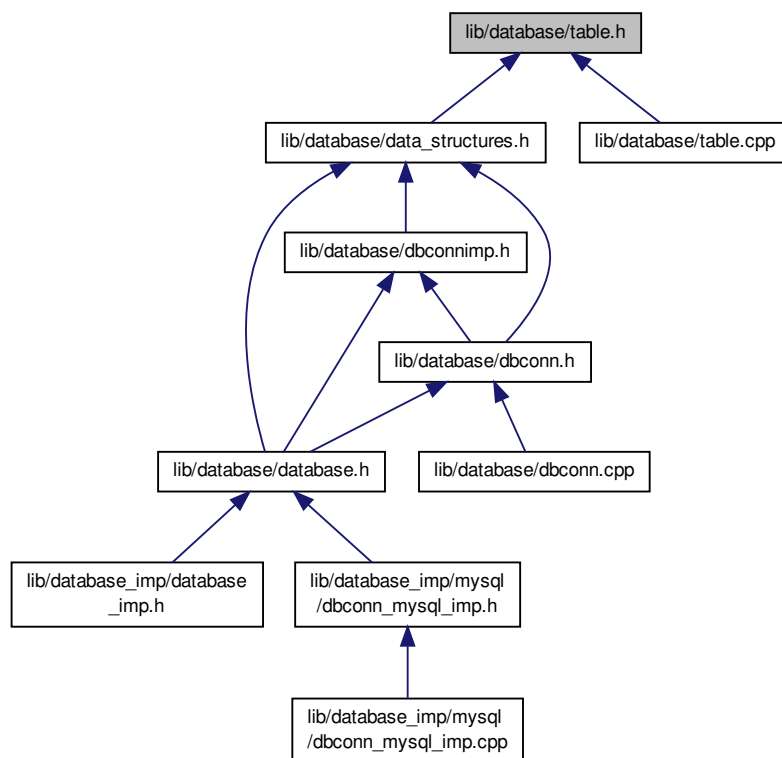 lib/database/table.h
lib/database/data_structures.h
lib/database/table.cpp
lib/database/dbconnimp.h
lib/database/dbconn.h
lib/database/database.h
lib/database/dbconn.cpp
lib/database_imp/database
_imp.h
lib/database_imp/mysql
/dbconn_mysql_imp.h
lib/database_imp/mysql
/dbconn_mysql_imp.cpp